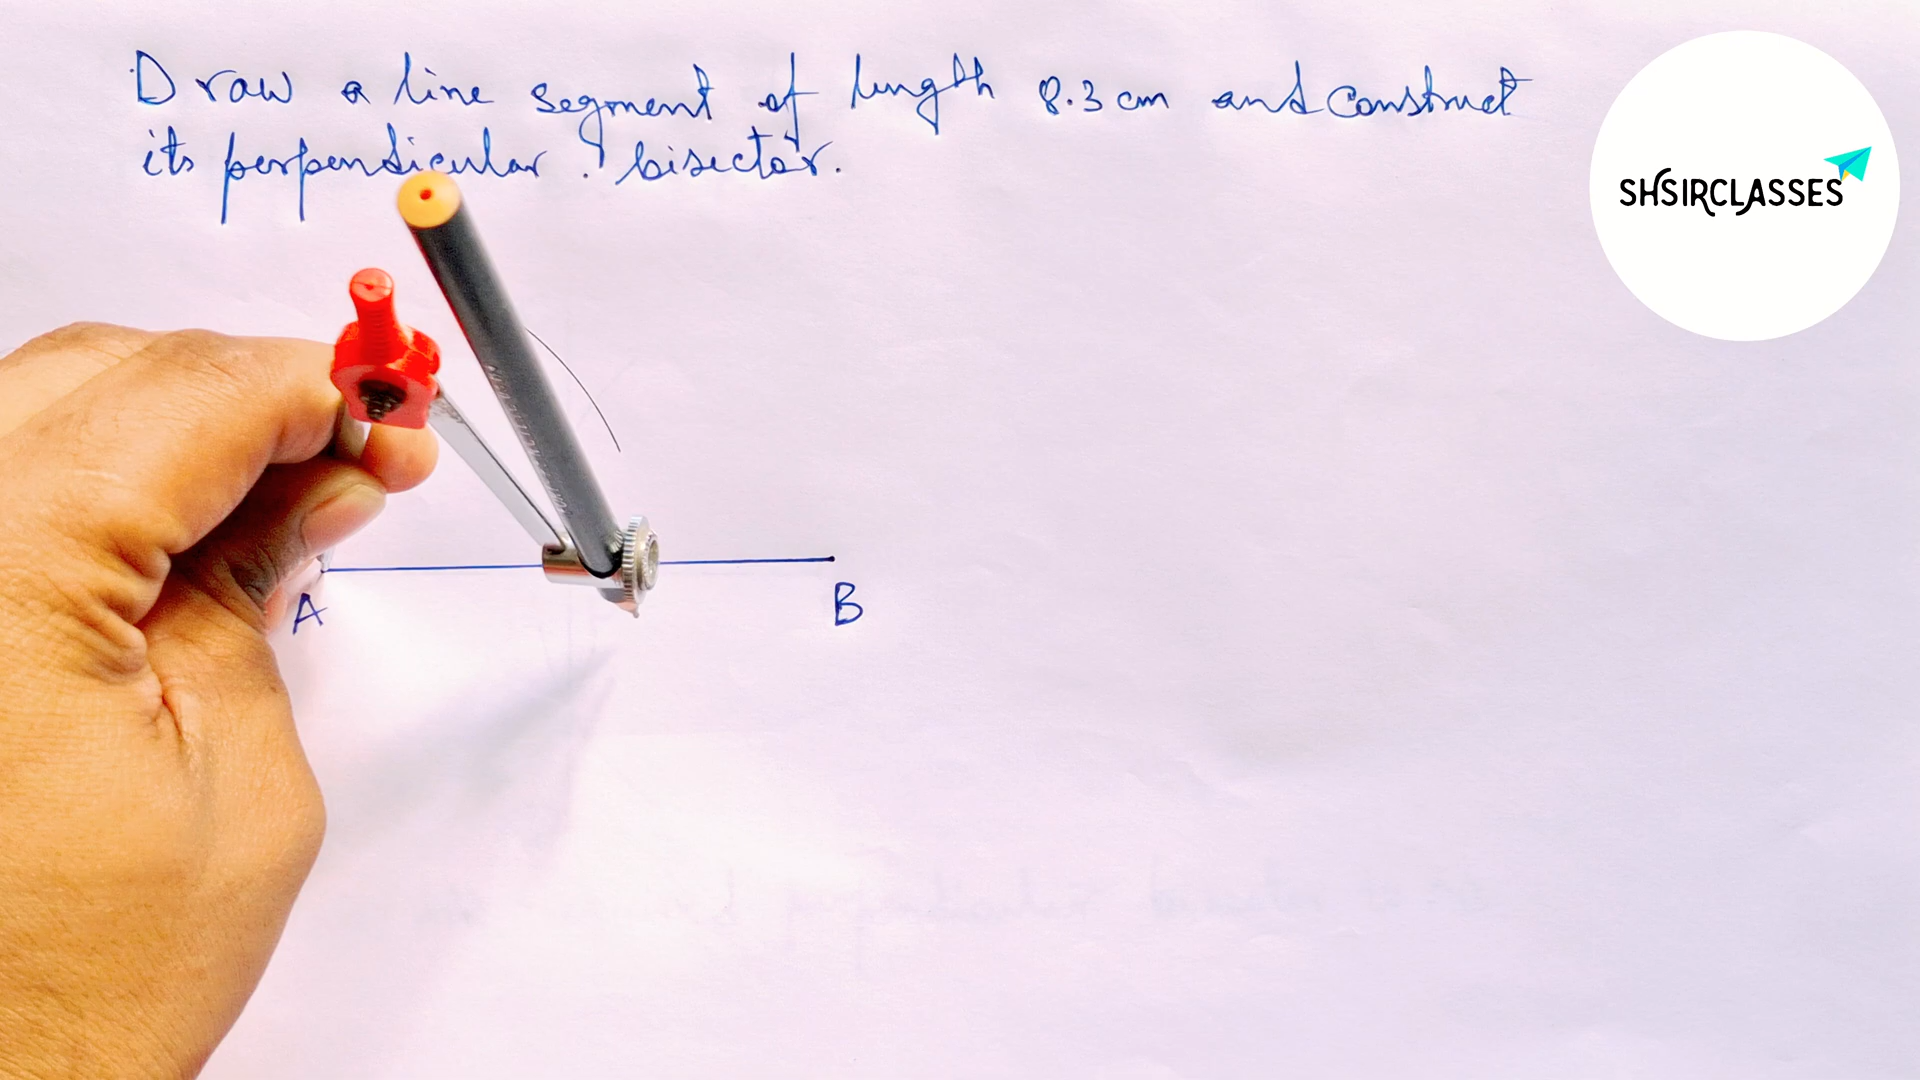 Draw a line segment of length 8.3 cm and construct
its perpendicular . bisector.
SHSIRCLASSES
A
B